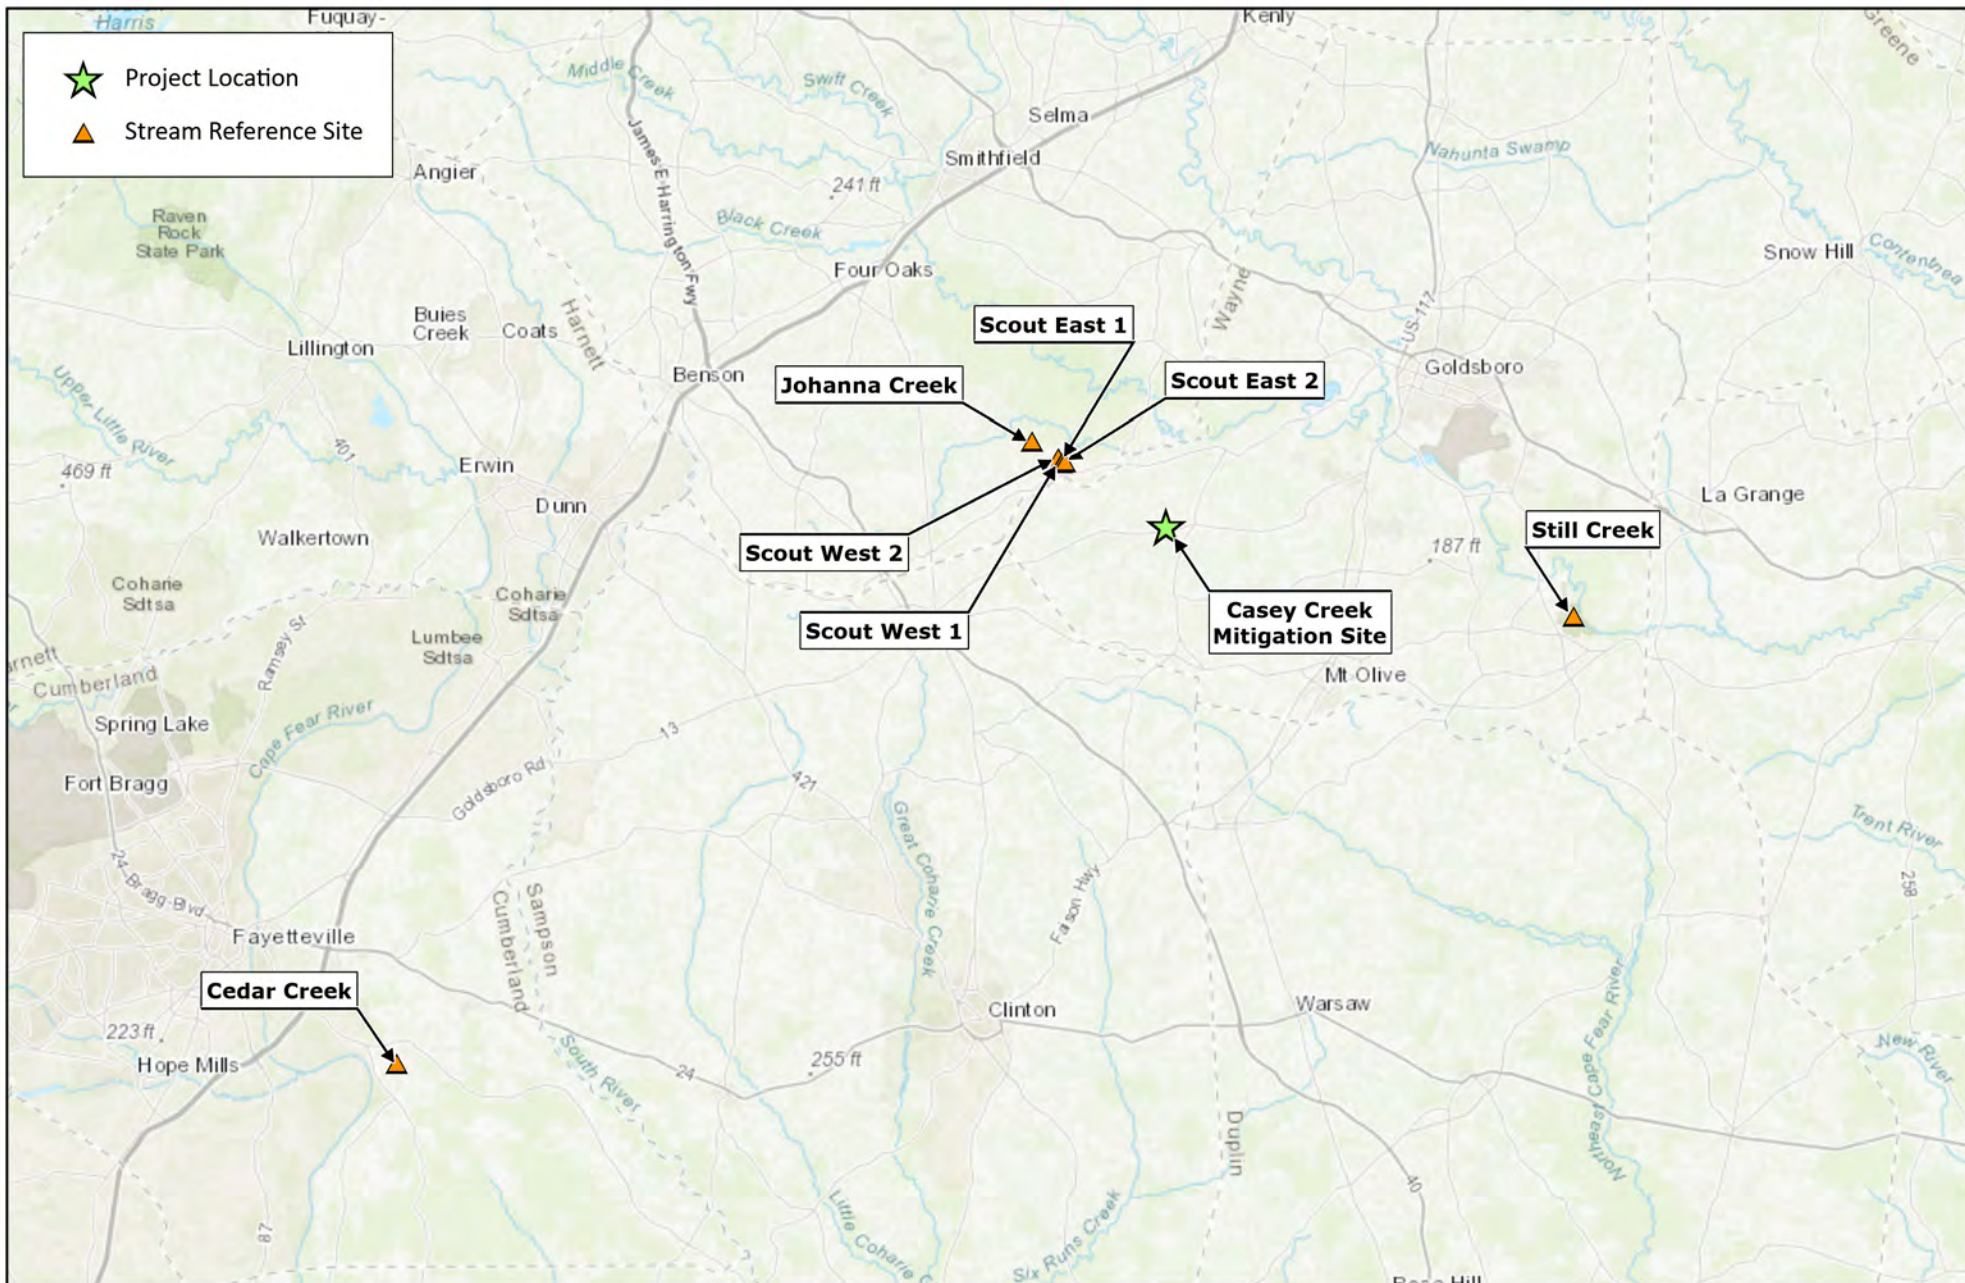 Harris
Fuquay-
Kenly
Greene
Project Location
Stream Reference Site
Middle Creek
Swift Creek
Selma
James E Harrington Fwy
Smithfield
Nahunta Swamp
Angier
241 ft
Raven
Rock
State Park
Black Creek
Snow Hill
Contentnea
Four Oaks
Wayne
Harnett
US-117
Buies
Creek
Coats
Scout East 1
Lillington
Benson
Johanna Creek
Scout East 2
Goldsboro
Upper Little River
401
469 ft
Erwin
Dunn
La Grange
Walkertown
Scout West 2
187 ft
Still Creek
Coharie
Sdtsa
Coharie
Sdtsa
Scout West 1
Casey Creek
Mitigation Site
Ramsey St
Lumbee
Sdtsa
arnett
Cumberland
Mt Olive
Spring Lake
Cape Fear River
13
Fort Bragg
Goldsboro Rd
421
Great Coharie Creek
Trent River
24-Bragg-Blvd
258
Sampson
Cumberland
Faison Hwy
Fayetteville
Cedar Creek
Clinton
Warsaw
Northeast Cape Fear River
223 ft
Hope Mills
255 ft
South River
24
New River
Duplin
40
87
Little Coharie C
Six Runs Creek
Rose Hill